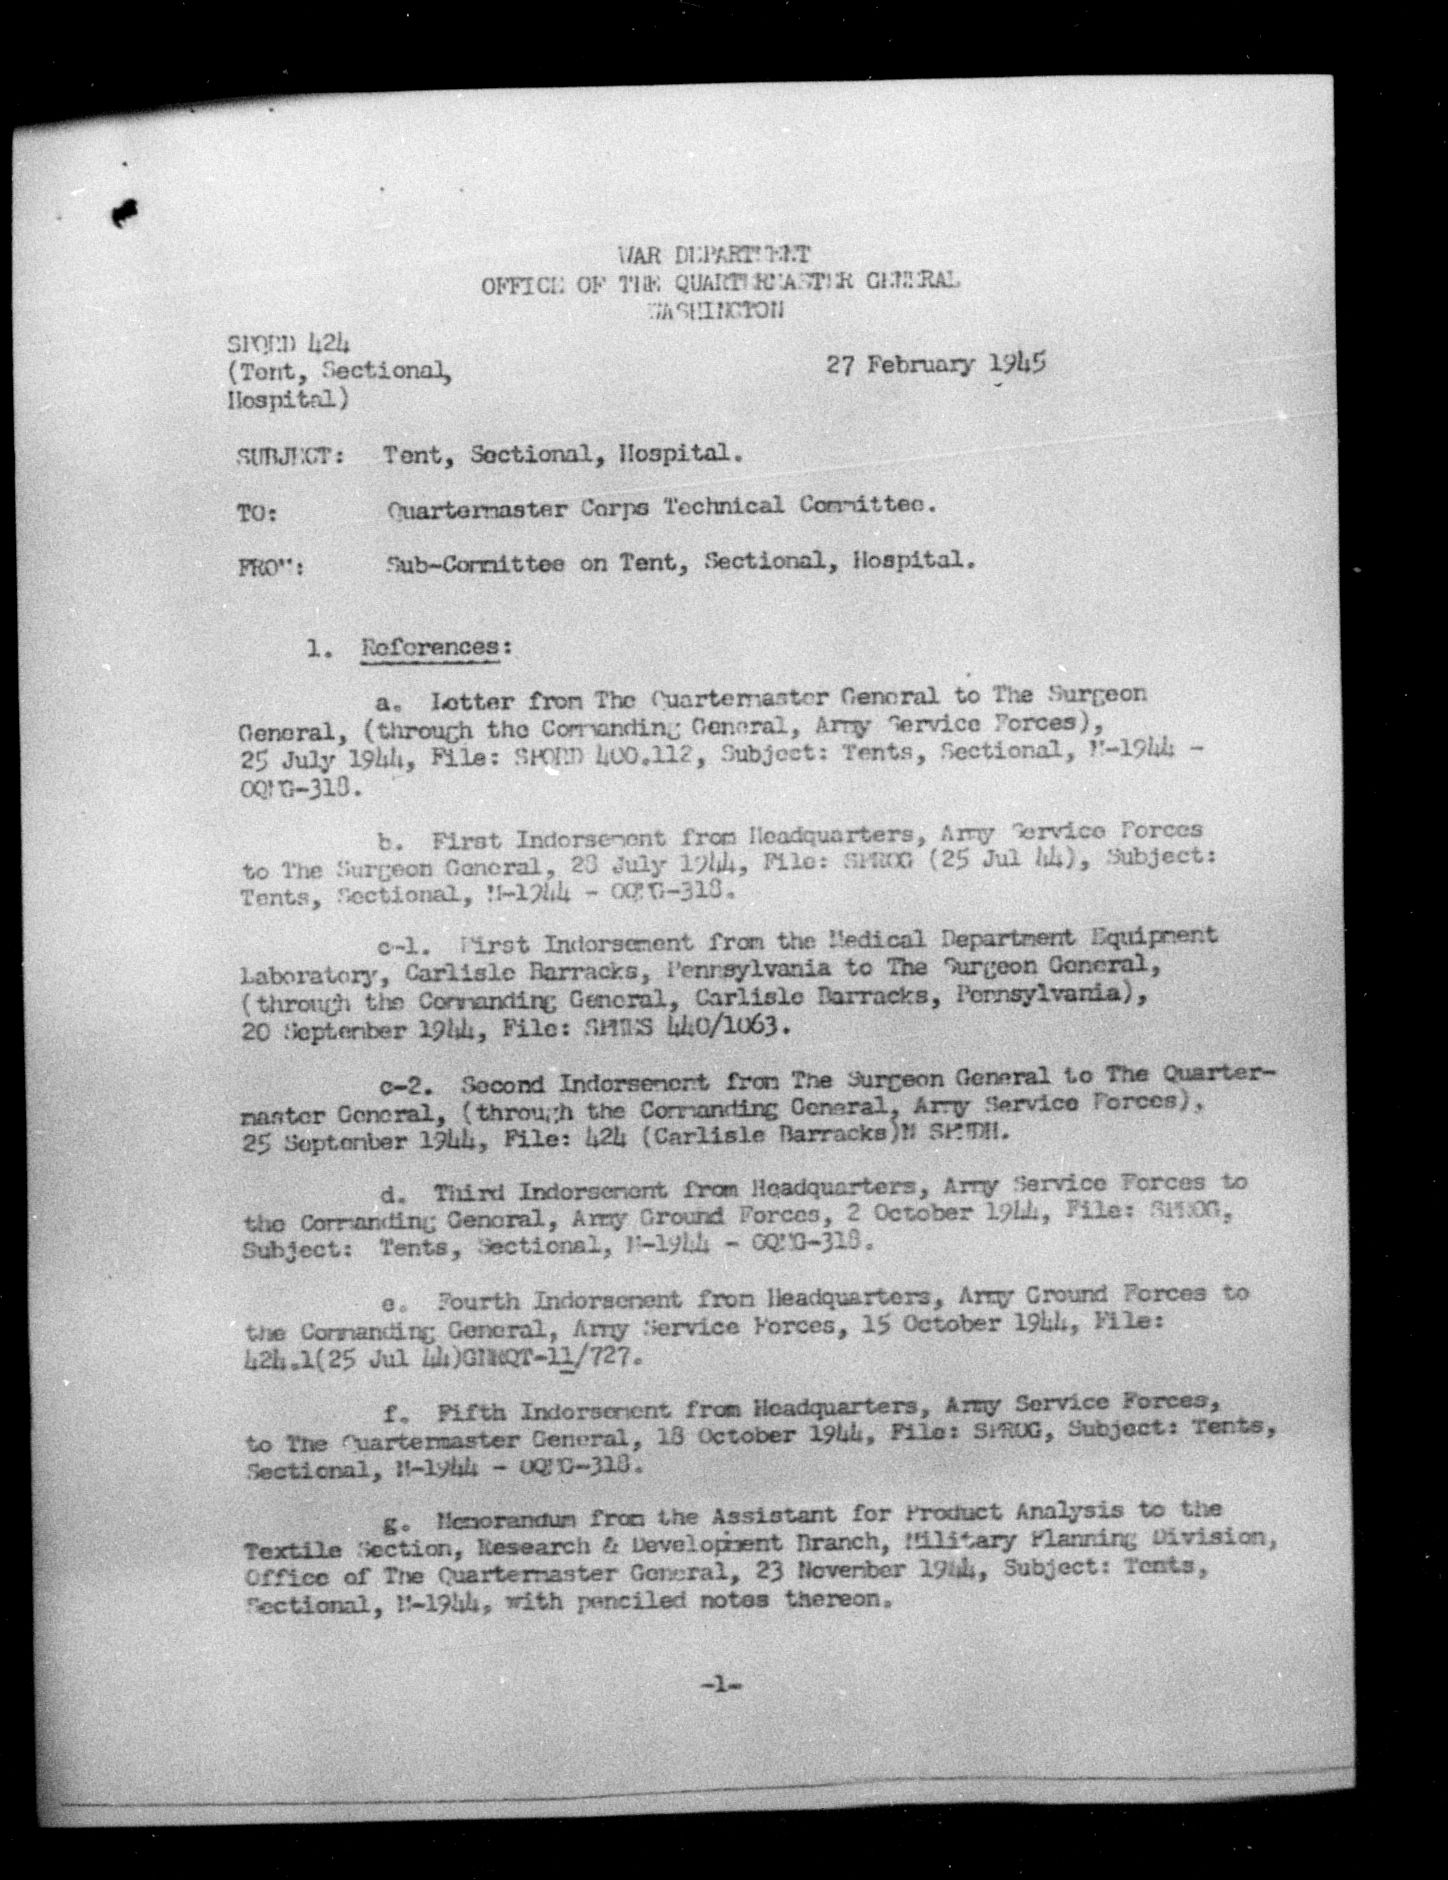 WAR DEPARTMENT
OFFICE OF THE QUARTERMASTER GENERAL
WASHINGTON
SPQRD 424
(Tent, Sectional,
Hospital)
27 February 1945
SUBJECT: Tent, Sectional, Hospital.
TO: Quartermaster Corps Technical Committee.
FROM: Sub-Committee on Tent, Sectional, Hospital.
1. References:
a. Letter from The Quartermaster General to The Surgeon
General, (through the Commanding General, Army Service Forces),
25 July 1944, File: SPQRD 400.112, Subject: Tents, Sectional, M-1944 -
OQMG-318.
b. First Indorsement from Headquarters, Army Service Forces
to The Surgeon General, 28 July 1944, File: SPROG (25 Jul 44), Subject:
Tents, Sectional, M-1944 - OQMG-318.
c-1. First Indorsement from the Medical Department Equipment
Laboratory, Carlisle Barracks, Pennsylvania to The Surgeon General,
(through the Commanding General, Carlisle Barracks, Pennsylvania),
20 September 1944, File: 440/1063.
c-2. Second Indorsement from The Surgeon General to The Quarter-
master General, (through the Commanding General, Army Service Forces),
25 September 1944, File: 424 (Carlisle Barracks)N
d. Third Indorsement from Headquarters, Army Service Forces to
the Commanding General, Army Ground Forces, 2 October 1944, File: SPROG,
Subject: Tents, Sectional, M-1944 - OQMG-318.
e. Fourth Indorsement from Headquarters, Army Ground Forces to
the Commanding General, Army Service Forces, 15 October 1944, File:
424.1(25 Jul 44)GNRQT-11/727.
f. Fifth Indorsement from Headquarters, Army Service Forces,
to The Quartermaster General, 18 October 1944, File: SPROG, Subject: Tents,
Sectional, M-1944 - OQMG-318.
g. Memorandum from the Assistant for Product Analysis to the
Textile Section, Research & Development Branch, Military Planning Division,
Office of The Quartermaster General, 23 November 1944, Subject: Tents,
Sectional, M-1944, with penciled notes thereon.
-1-